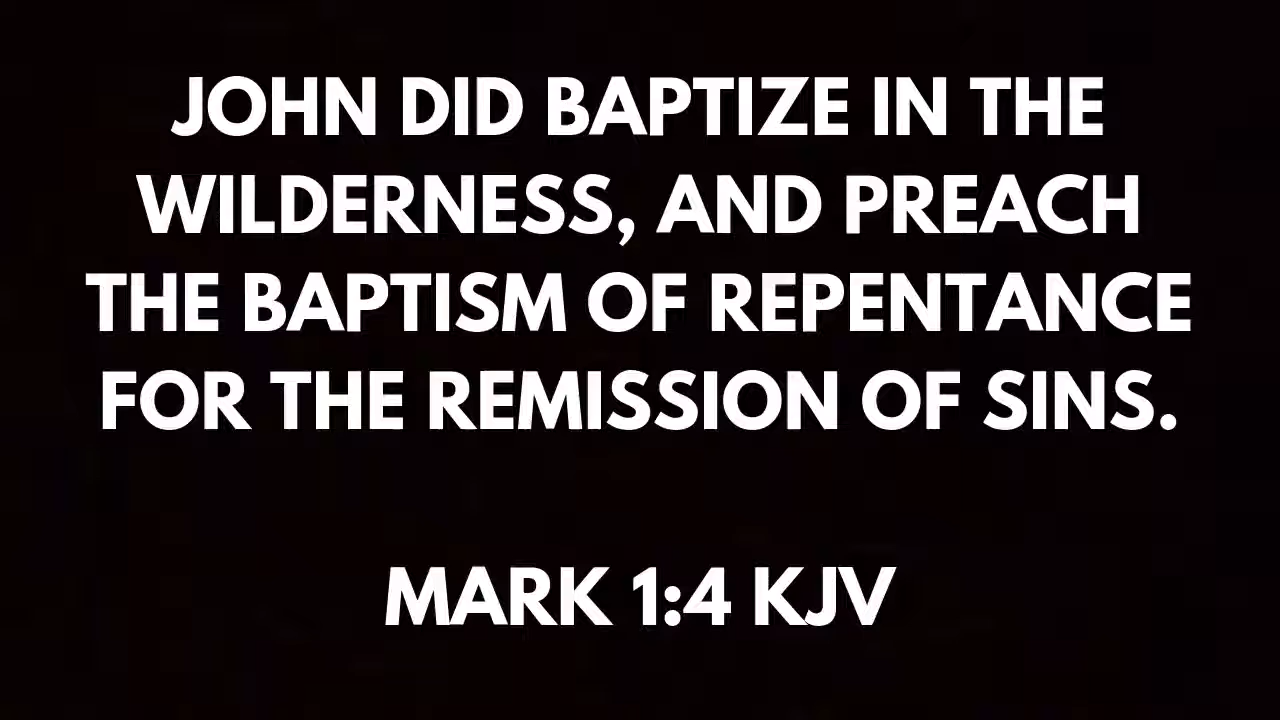 JOHN DID BAPTIZE IN THE
WILDERNESS, AND PREACH
THE BAPTISM OF REPENTANCE
FOR THE REMISSION OF SINS.
MARK 1:4 KJV